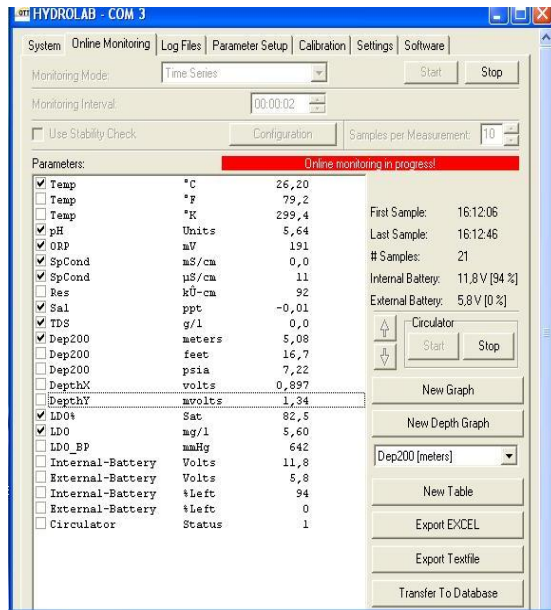 OTT HYDROLAB - COM 3
System Online Monitoring Log Files Parameter Setup Calibration Settings Software
Monitoring Mode: Time Series Start Stop
Monitoring Interval: 00:00:02
Use Stability Check Configuration Samples per Measurement: 10
Parameters: Online monitoring in progress!
Temp °C 26,20
Temp °F 79,2
Temp °K 299,4
pH Units 5,64
ORP mV 191
SpCond mS/cm 0,0
SpCond µS/cm 11
Res kÛ-cm 92
Sal ppt -0,01
TDS g/l 0,0
Dep200 meters 5,08
Dep200 feet 16,7
Dep200 psia 7,22
DepthX volts 0,897
DepthY mvolts 1,34
LDO% Sat 82,5
LDO mg/l 5,60
LDO_BP mmHg 642
Internal-Battery Volts 11,8
External-Battery Volts 5,8
Internal-Battery %Left 94
External-Battery %Left 0
Circulator Status 1
First Sample: 16:12:06
Last Sample: 16:12:46
# Samples: 21
Internal Battery: 11,8 V [94 %]
External Battery: 5,8 V [0 %]
Circulator
Start Stop
New Graph
New Depth Graph
Dep200 [meters]
New Table
Export EXCEL
Export Textfile
Transfer To Database